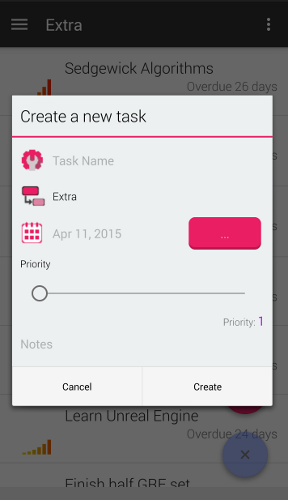 Extra
Sedgewick Algorithms
Overdue 26 days
Create a new task
Task Name
Extra
Apr 11, 2015
...
Priority
Priority: 1
Notes
Cancel
Create
Learn Unreal Engine
Overdue 24 days
Finish half GRE set